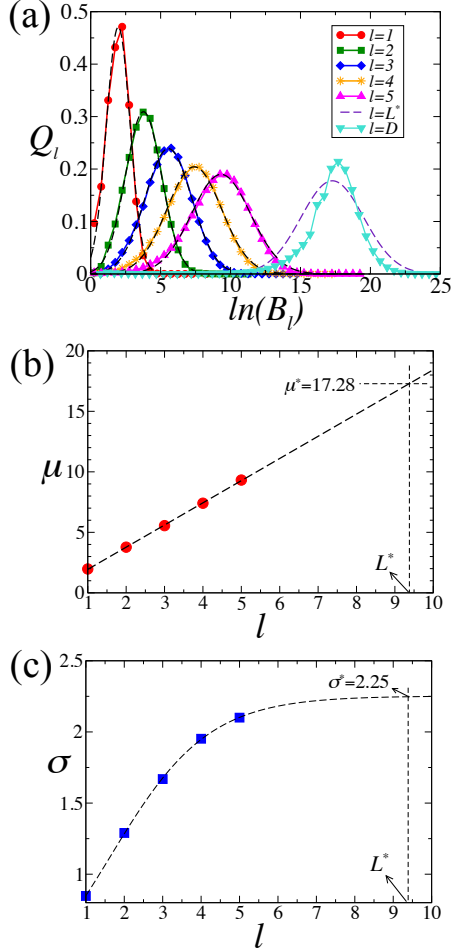 (a)
0.5
0.4
0.3
0.2
0.1
0
Q_l
l=1
l=2
l=3
l=4
l=5
l=L*
l=D
0 5 10 15 20 25
ln(B_l)
(b)
20
15
10
5
0
μ
μ*=17.28
L*
1 2 3 4 5 6 7 8 9 10
l
(c)
2.5
2
1.5
1
σ
σ*=2.25
L*
1 2 3 4 5 6 7 8 9 10
l